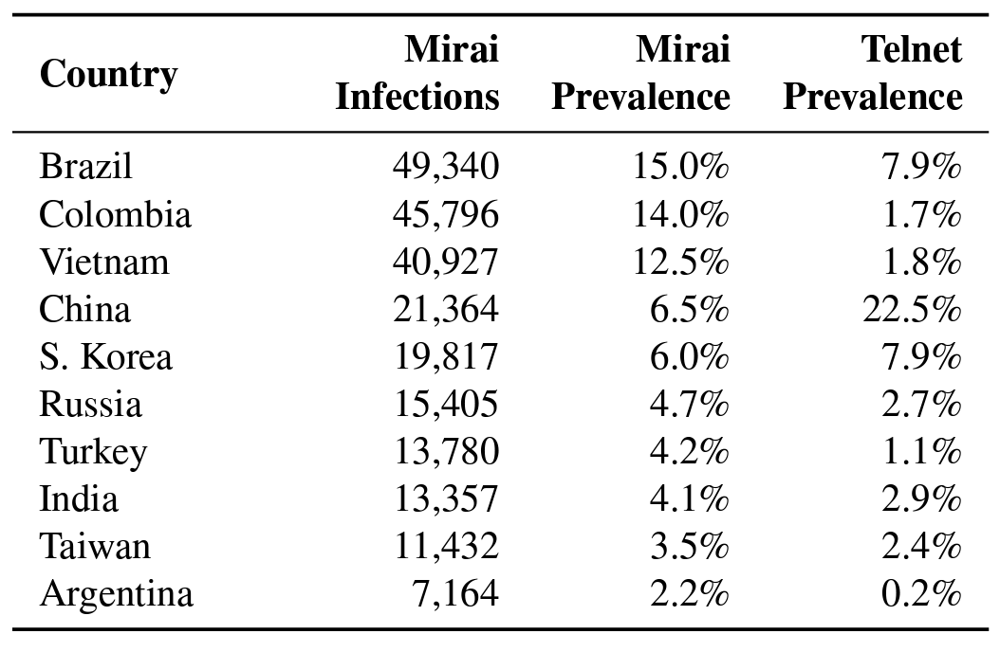 Country Mirai Infections Mirai Prevalence Telnet Prevalence
Brazil 49,340 15.0% 7.9%
Colombia 45,796 14.0% 1.7%
Vietnam 40,927 12.5% 1.8%
China 21,364 6.5% 22.5%
S. Korea 19,817 6.0% 7.9%
Russia 15,405 4.7% 2.7%
Turkey 13,780 4.2% 1.1%
India 13,357 4.1% 2.9%
Taiwan 11,432 3.5% 2.4%
Argentina 7,164 2.2% 0.2%